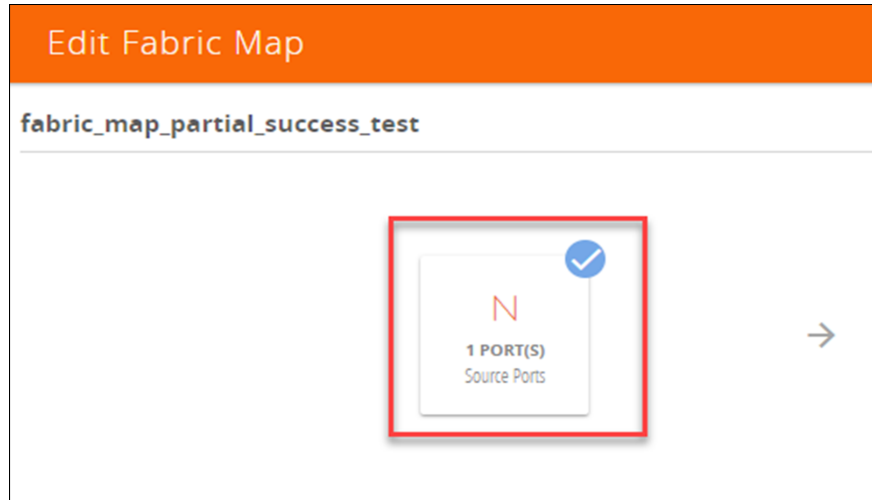 Edit Fabric Map
fabric_map_partial_success_test
N
1 PORT(S)
Source Ports